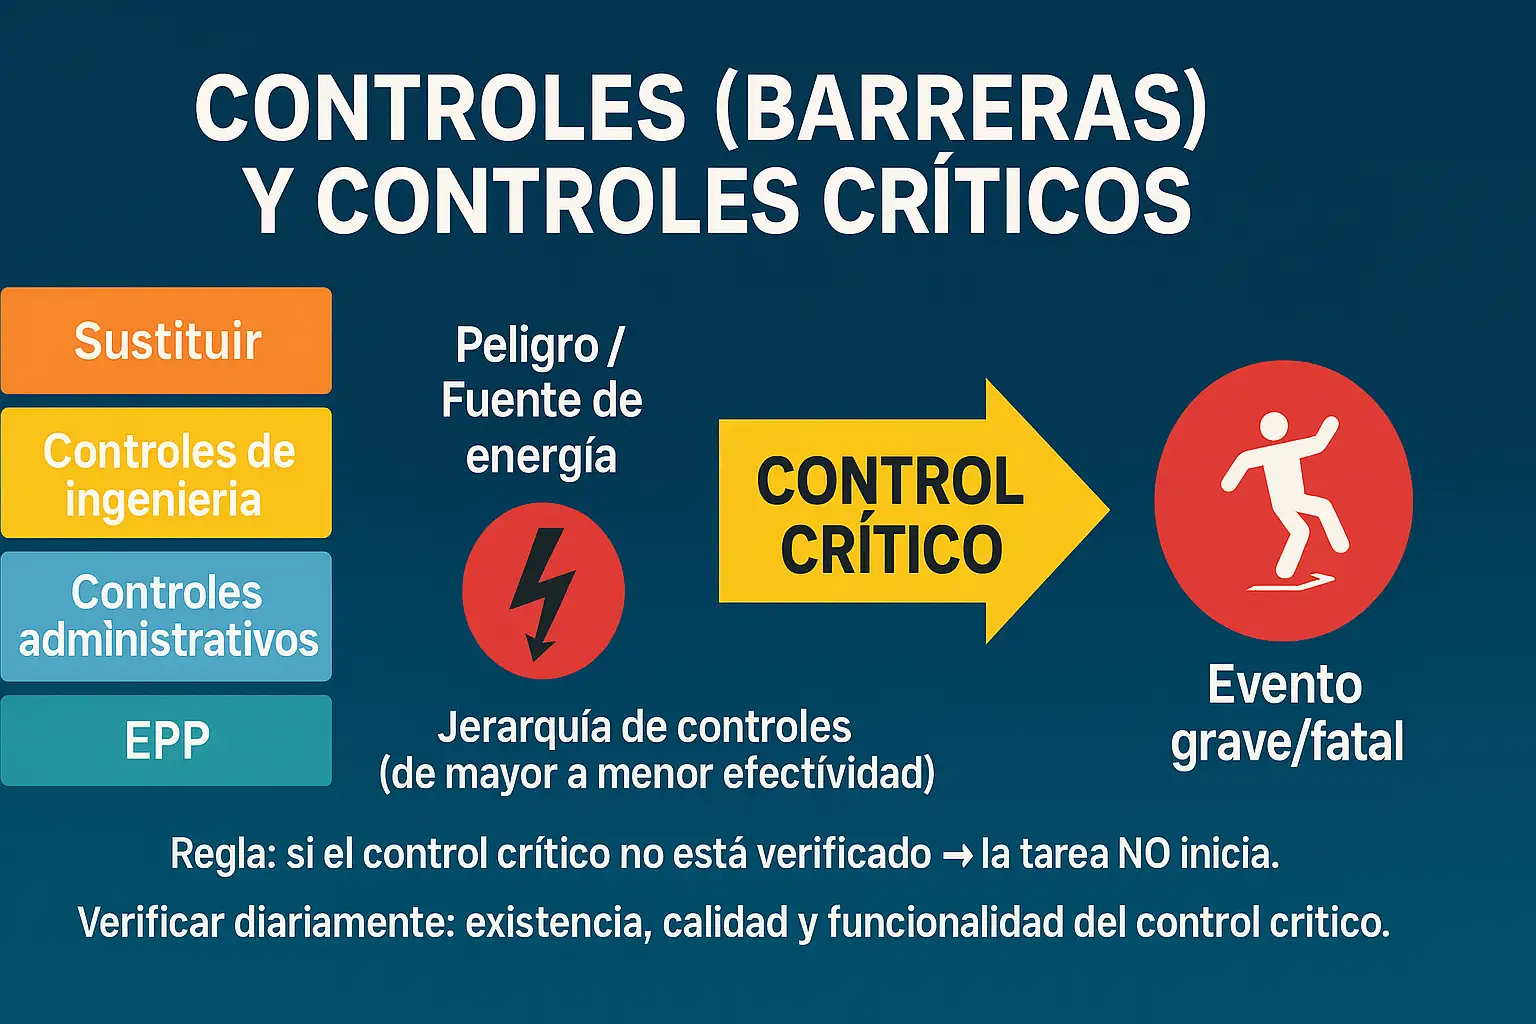 CONTROLES (BARRERAS)
Y CONTROLES CRÍTICOS
Sustituir
Controles de
ingenieria
Controles
administrativos
EPP
Peligro /
Fuente de
energía
CONTROL
CRÍTICO
Evento
grave/fatal
Jerarquía de controles
(de mayor a menor efectívidad)
Regla: si el control crítico no está verificado → la tarea NO inicia.
Verificar diariamente: existencia, calidad y funcionalidad del control critico.